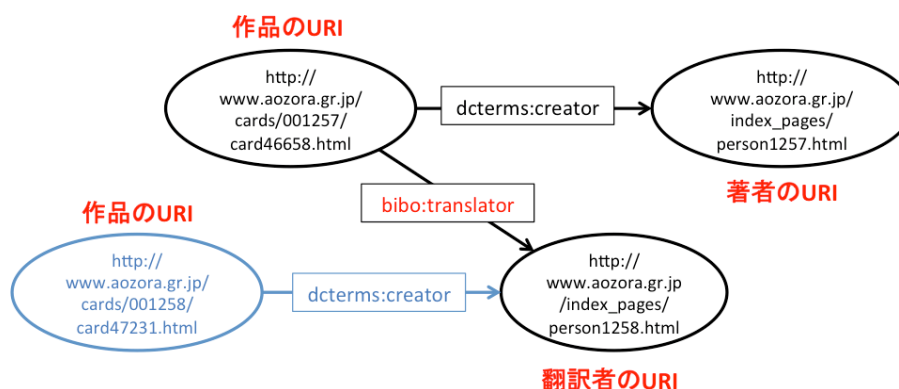 作品のURI
http://
www.aozora.gr.jp/
cards/001257/
card46658.html
dcterms:creator
http://
www.aozora.gr.jp/
index_pages/
person1257.html
著者のURI
bibo:translator
作品のURI
http://
www.aozora.gr.jp/
cards/001258/
card47231.html
dcterms:creator
http://
www.aozora.gr.jp
/index_pages/
person1258.html
翻訳者のURI